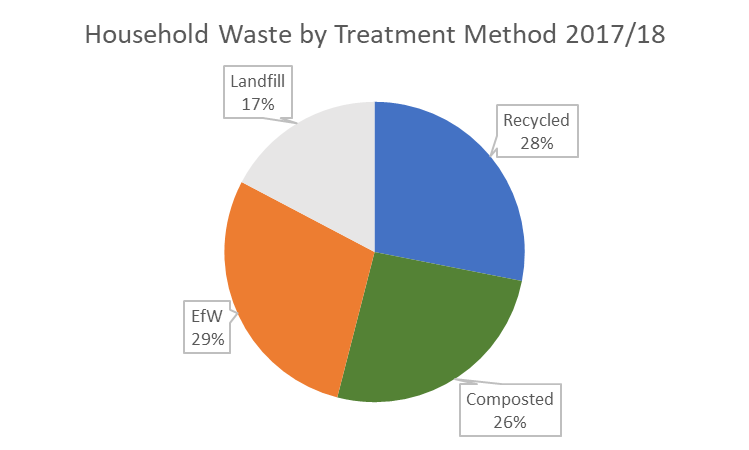 Household Waste by Treatment Method 2017/18
Landfill
17%
Recycled
28%
EfW
29%
Composted
26%